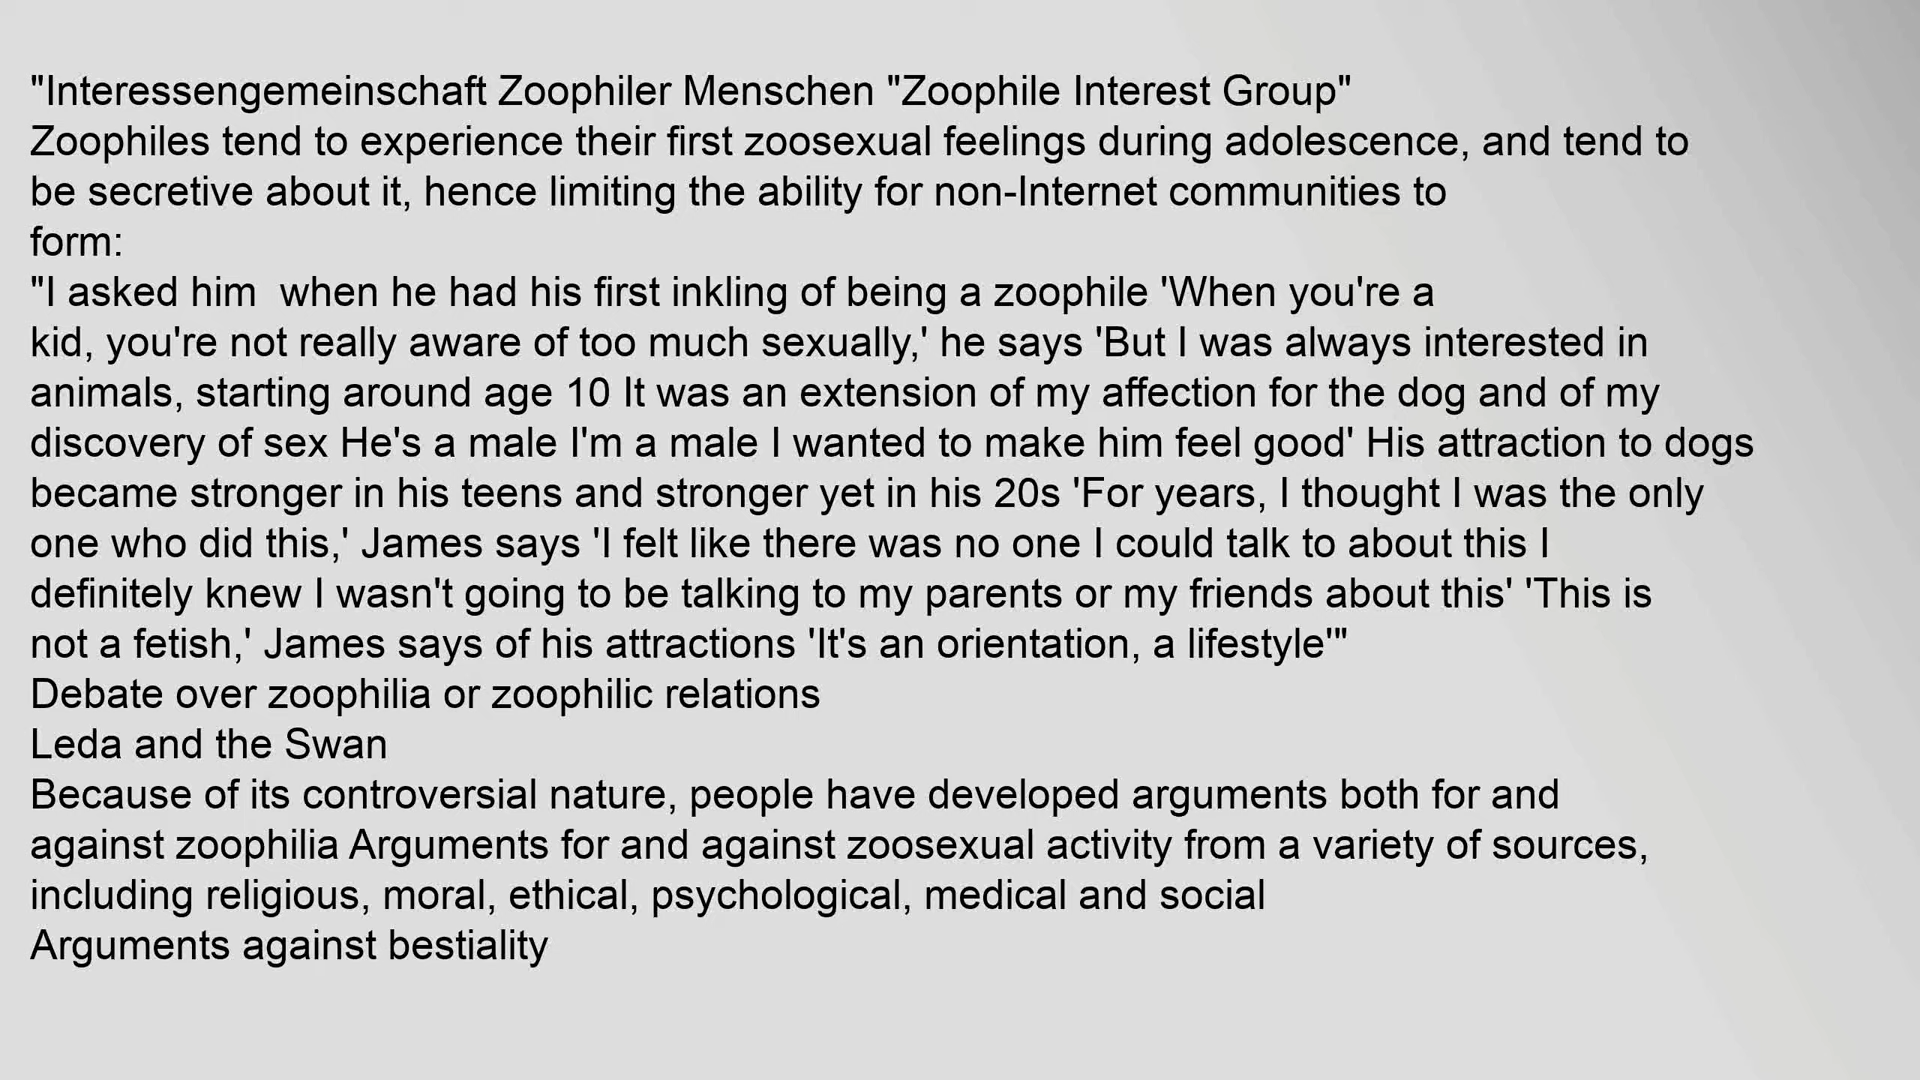 "Interessengemeinschaft Zoophiler Menschen "Zoophile Interest Group"
Zoophiles tend to experience their first zoosexual feelings during adolescence, and tend to
be secretive about it, hence limiting the ability for non-Internet communities to
form:
"I asked him  when he had his first inkling of being a zoophile 'When you're a
kid, you're not really aware of too much sexually,' he says 'But I was always interested in
animals, starting around age 10 It was an extension of my affection for the dog and of my
discovery of sex He's a male I'm a male I wanted to make him feel good' His attraction to dogs
became stronger in his teens and stronger yet in his 20s 'For years, I thought I was the only
one who did this,' James says 'I felt like there was no one I could talk to about this I
definitely knew I wasn't going to be talking to my parents or my friends about this' 'This is
not a fetish,' James says of his attractions 'It's an orientation, a lifestyle'"
Debate over zoophilia or zoophilic relations
Leda and the Swan
Because of its controversial nature, people have developed arguments both for and
against zoophilia Arguments for and against zoosexual activity from a variety of sources,
including religious, moral, ethical, psychological, medical and social
Arguments against bestiality